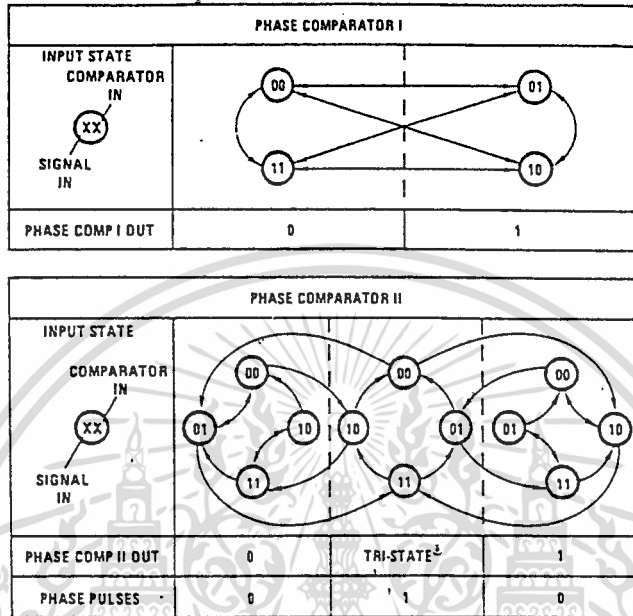 PHASE COMPARATOR I
INPUT STATE
COMPARATOR
IN
XX
SIGNAL
IN
00
01
11
10
PHASE COMP I OUT
0
1
PHASE COMPARATOR II
INPUT STATE
COMPARATOR
IN
XX
SIGNAL
IN
00
00
00
01
10
10
01
01
10
11
11
11
PHASE COMP II OUT
0
TRI-STATE
1
PHASE PULSES
0
1
0